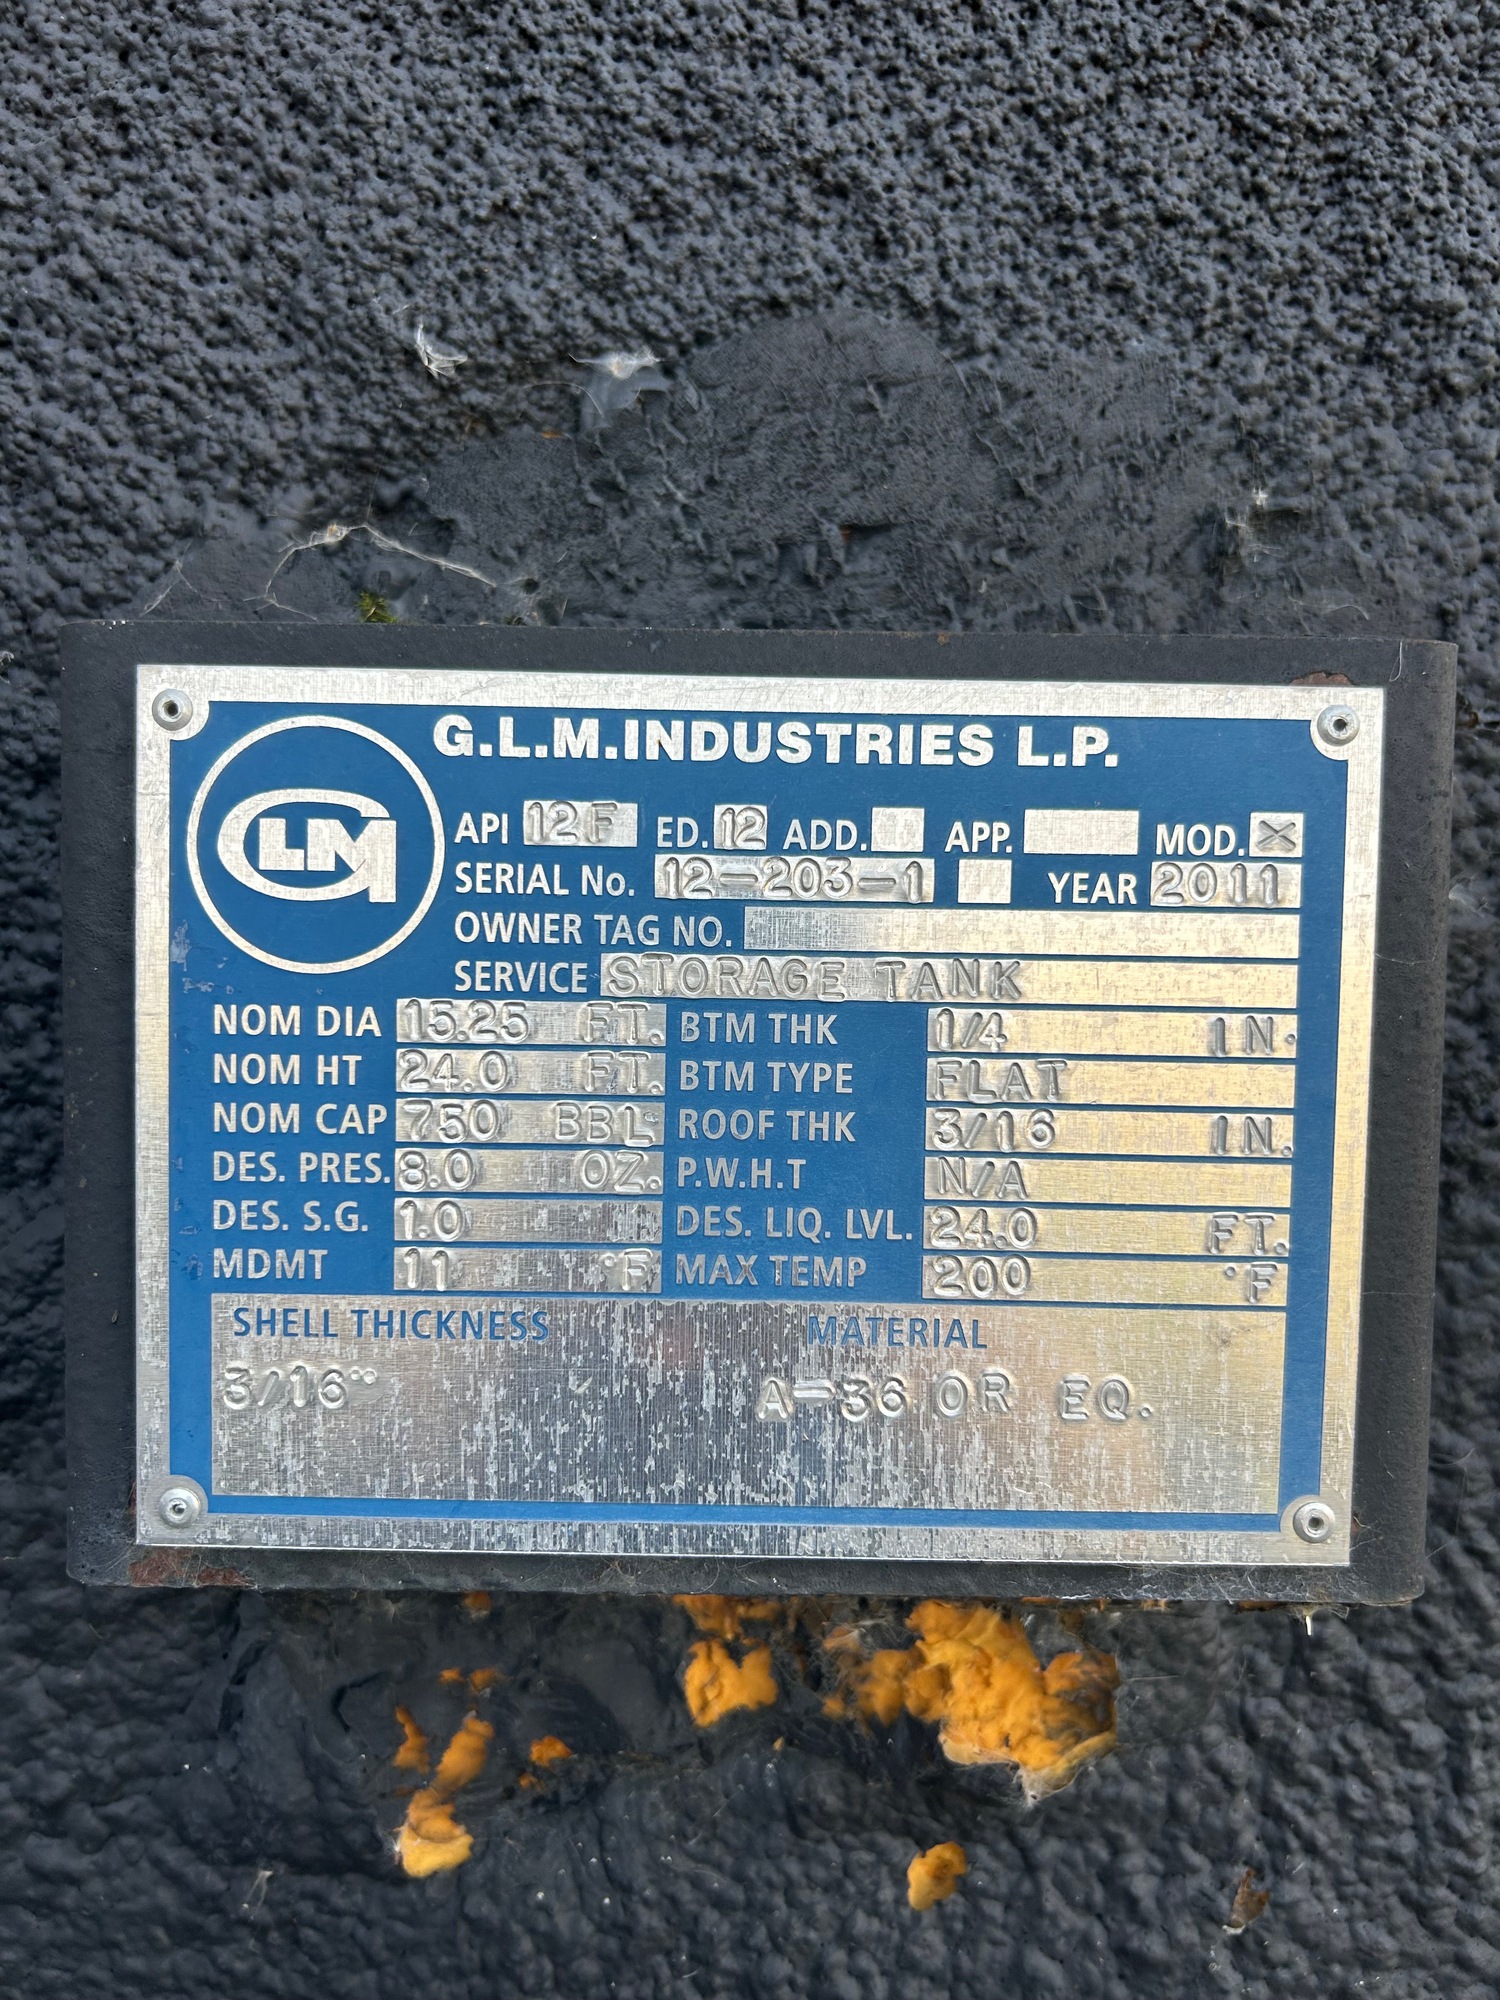 G.L.M.INDUSTRIES L.P.
GLM
API 12F ED. 12 ADD. APP. MOD. X
SERIAL No. 12-203-1 YEAR 2011
OWNER TAG NO.
SERVICE STORAGE TANK
NOM DIA 15.25 FT. BTM THK 1/4 IN.
NOM HT 24.0 FT. BTM TYPE FLAT
NOM CAP 750 BBL ROOF THK 3/16 IN.
DES. PRES. 8.0 OZ. P.W.H.T N/A
DES. S.G. 1.0 DES. LIQ. LVL. 24.0 FT.
MDMT 11 °F MAX TEMP 200 °F
SHELL THICKNESS MATERIAL
3/16" A-36 OR EQ.